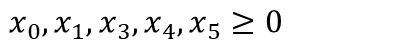 𝑥₀, 𝑥₁, 𝑥₃, 𝑥₄, 𝑥₅ ≥ 0